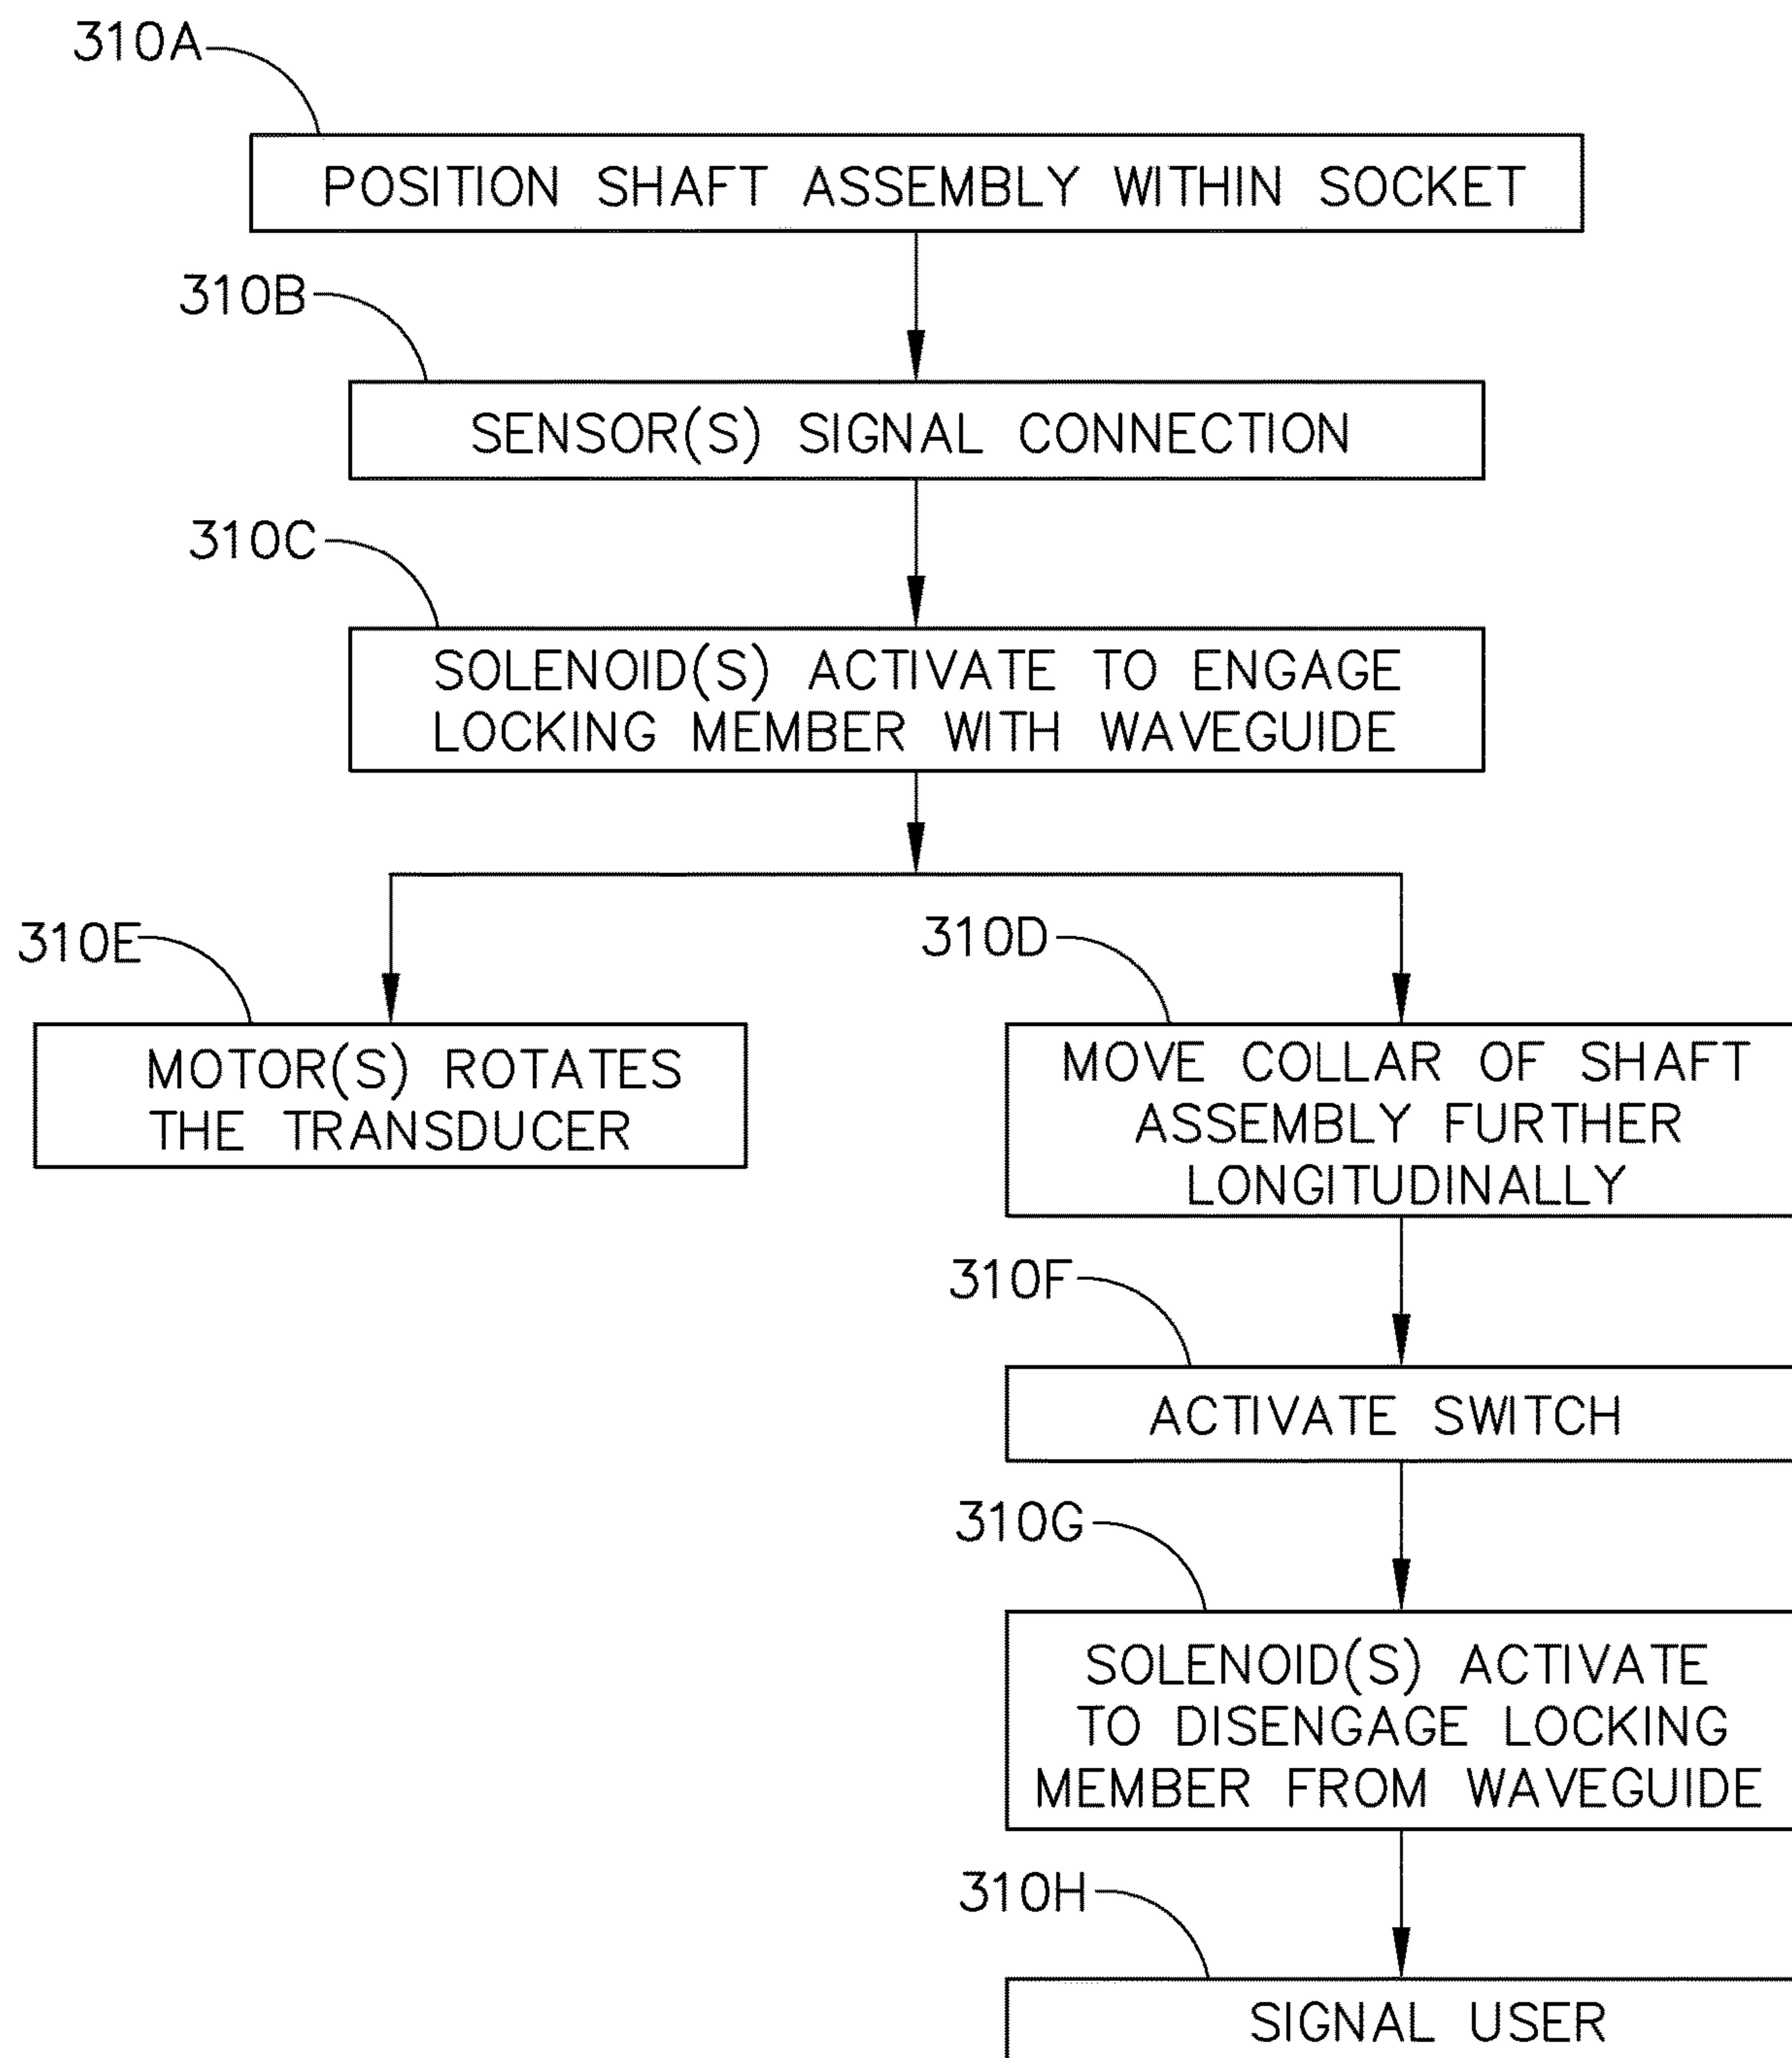 310A
POSITION SHAFT ASSEMBLY WITHIN SOCKET
310B
SENSOR(S) SIGNAL CONNECTION
310C
SOLENOID(S) ACTIVATE TO ENGAGE
LOCKING MEMBER WITH WAVEGUIDE
310E
MOTOR(S) ROTATES
THE TRANSDUCER
310D
MOVE COLLAR OF SHAFT
ASSEMBLY FURTHER
LONGITUDINALLY
310F
ACTIVATE SWITCH
310G
SOLENOID(S) ACTIVATE
TO DISENGAGE LOCKING
MEMBER FROM WAVEGUIDE
310H
SIGNAL USER